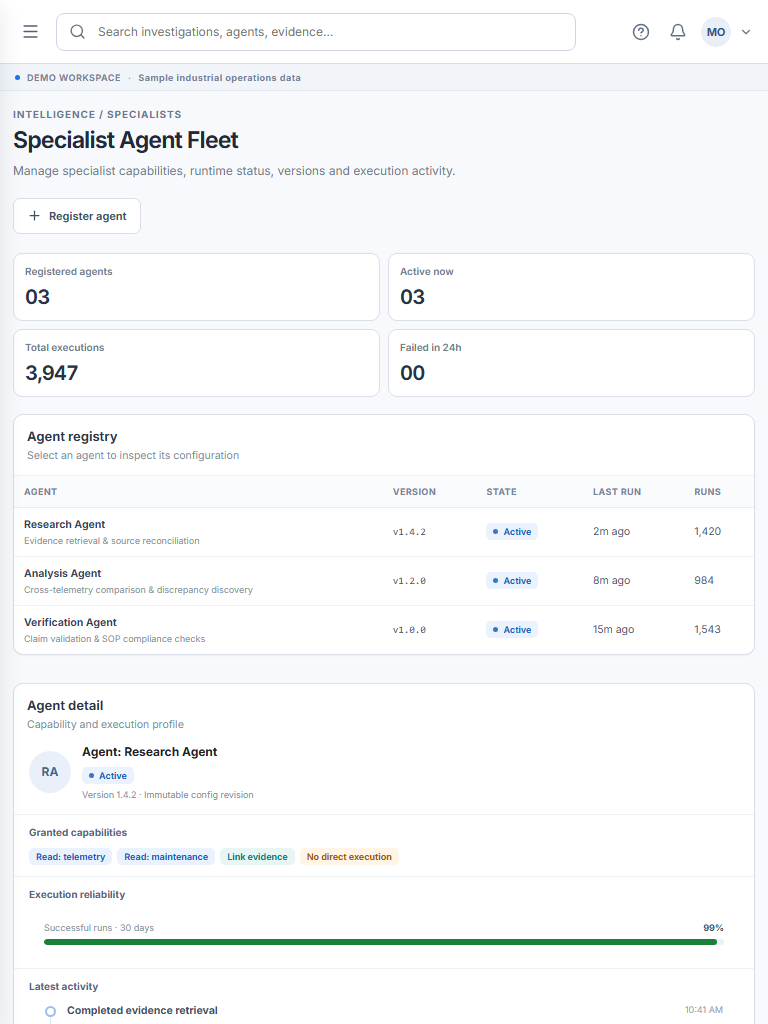 Search investigations, agents, evidence...
MO
DEMO WORKSPACE · Sample industrial operations data
INTELLIGENCE / SPECIALISTS
Specialist Agent Fleet
Manage specialist capabilities, runtime status, versions and execution activity.
Register agent
Registered agents
03
Active now
03
Total executions
3,947
Failed in 24h
00
Agent registry
Select an agent to inspect its configuration
AGENT VERSION STATE LAST RUN RUNS
Research Agent
Evidence retrieval & source reconciliation
v1.4.2 Active 2m ago 1,420
Analysis Agent
Cross-telemetry comparison & discrepancy discovery
v1.2.0 Active 8m ago 984
Verification Agent
Claim validation & SOP compliance checks
v1.0.0 Active 15m ago 1,543
Agent detail
Capability and execution profile
RA
Agent: Research Agent
Active
Version 1.4.2 · Immutable config revision
Granted capabilities
Read: telemetry Read: maintenance Link evidence No direct execution
Execution reliability
Successful runs · 30 days 99%
Latest activity
Completed evidence retrieval 10:41 AM